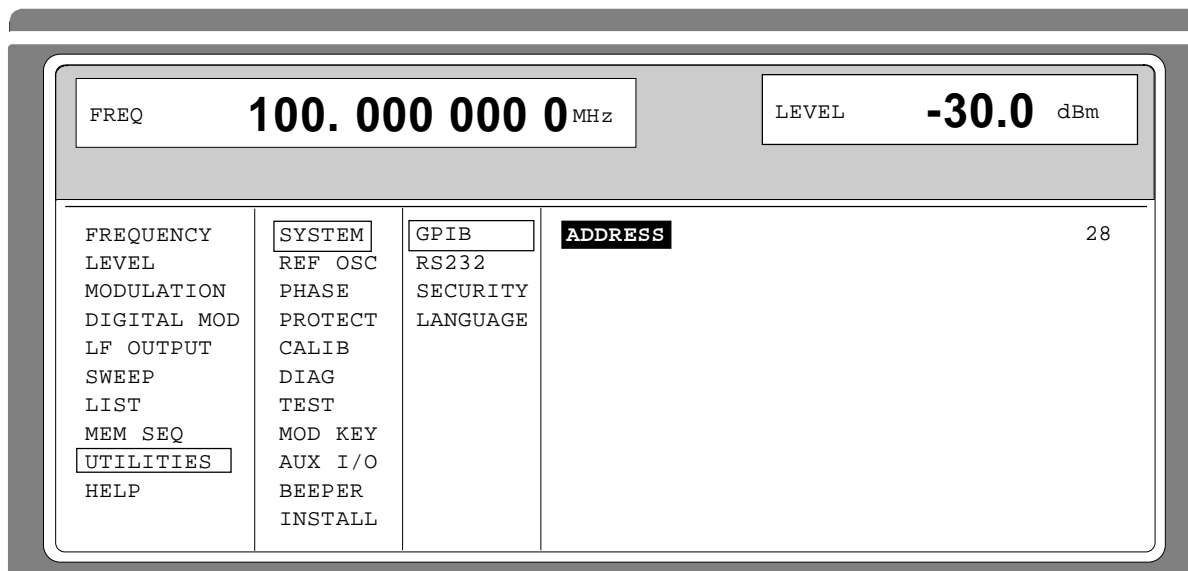 FREQ 100. 000 000 0 MHz LEVEL -30.0 dBm
FREQUENCY SYSTEM GPIB ADDRESS 28
LEVEL REF OSC RS232
MODULATION PHASE SECURITY
DIGITAL MOD PROTECT LANGUAGE
LF OUTPUT CALIB
SWEEP DIAG
LIST TEST
MEM SEQ MOD KEY
UTILITIES AUX I/O
HELP BEEPER
INSTALL